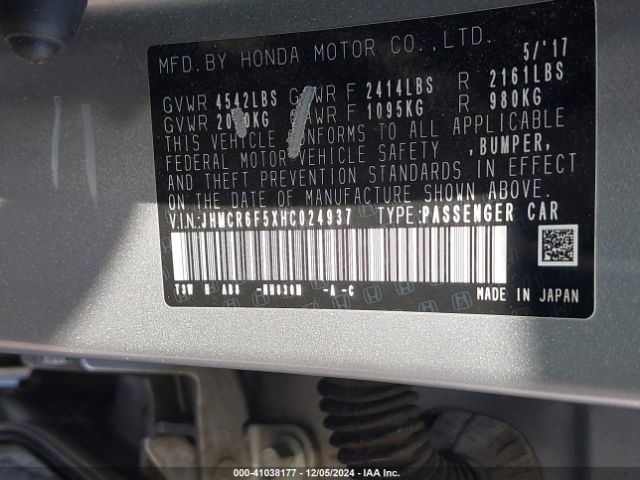 MFD. BY HONDA MOTOR CO., LTD. 5/'17
GVWR 4542LBS GAWR F 2414LBS R 2161LBS
GVWR 2060KG GAWR F 1095KG R 980KG
THIS VEHICLE CONFORMS TO ALL APPLICABLE
FEDERAL MOTOR VEHICLE SAFETY ,BUMPER,
AND THEFT PREVENTION STANDARDS IN EFFECT
ON THE DATE OF MANUFACTURE SHOWN ABOVE.
V.I.N:JHMCR6F5XHC024937 TYPE:PASSENGER CAR
-A -C
MADE IN JAPAN
000-41038177 - 12/05/2024 - IAA Inc.